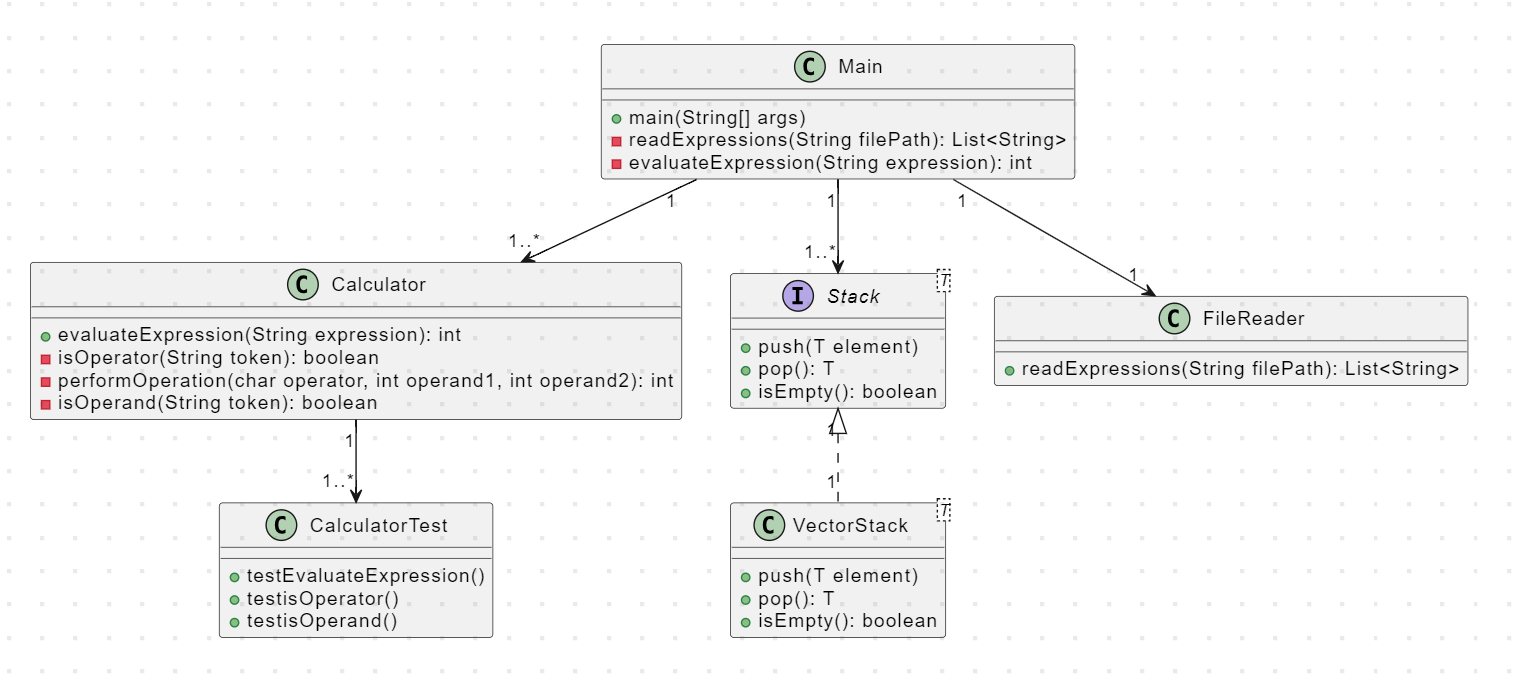 C Main
main(String[] args)
readExpressions(String filePath): List<String>
evaluateExpression(String expression): int
1
1
1
1..*
1..*
1
C Calculator
evaluateExpression(String expression): int
isOperator(String token): boolean
performOperation(char operator, int operand1, int operand2): int
isOperand(String token): boolean
I Stack
T
push(T element)
pop(): T
isEmpty(): boolean
C FileReader
readExpressions(String filePath): List<String>
1
1..*
1
1
C CalculatorTest
testEvaluateExpression()
testisOperator()
testisOperand()
C VectorStack
T
push(T element)
pop(): T
isEmpty(): boolean